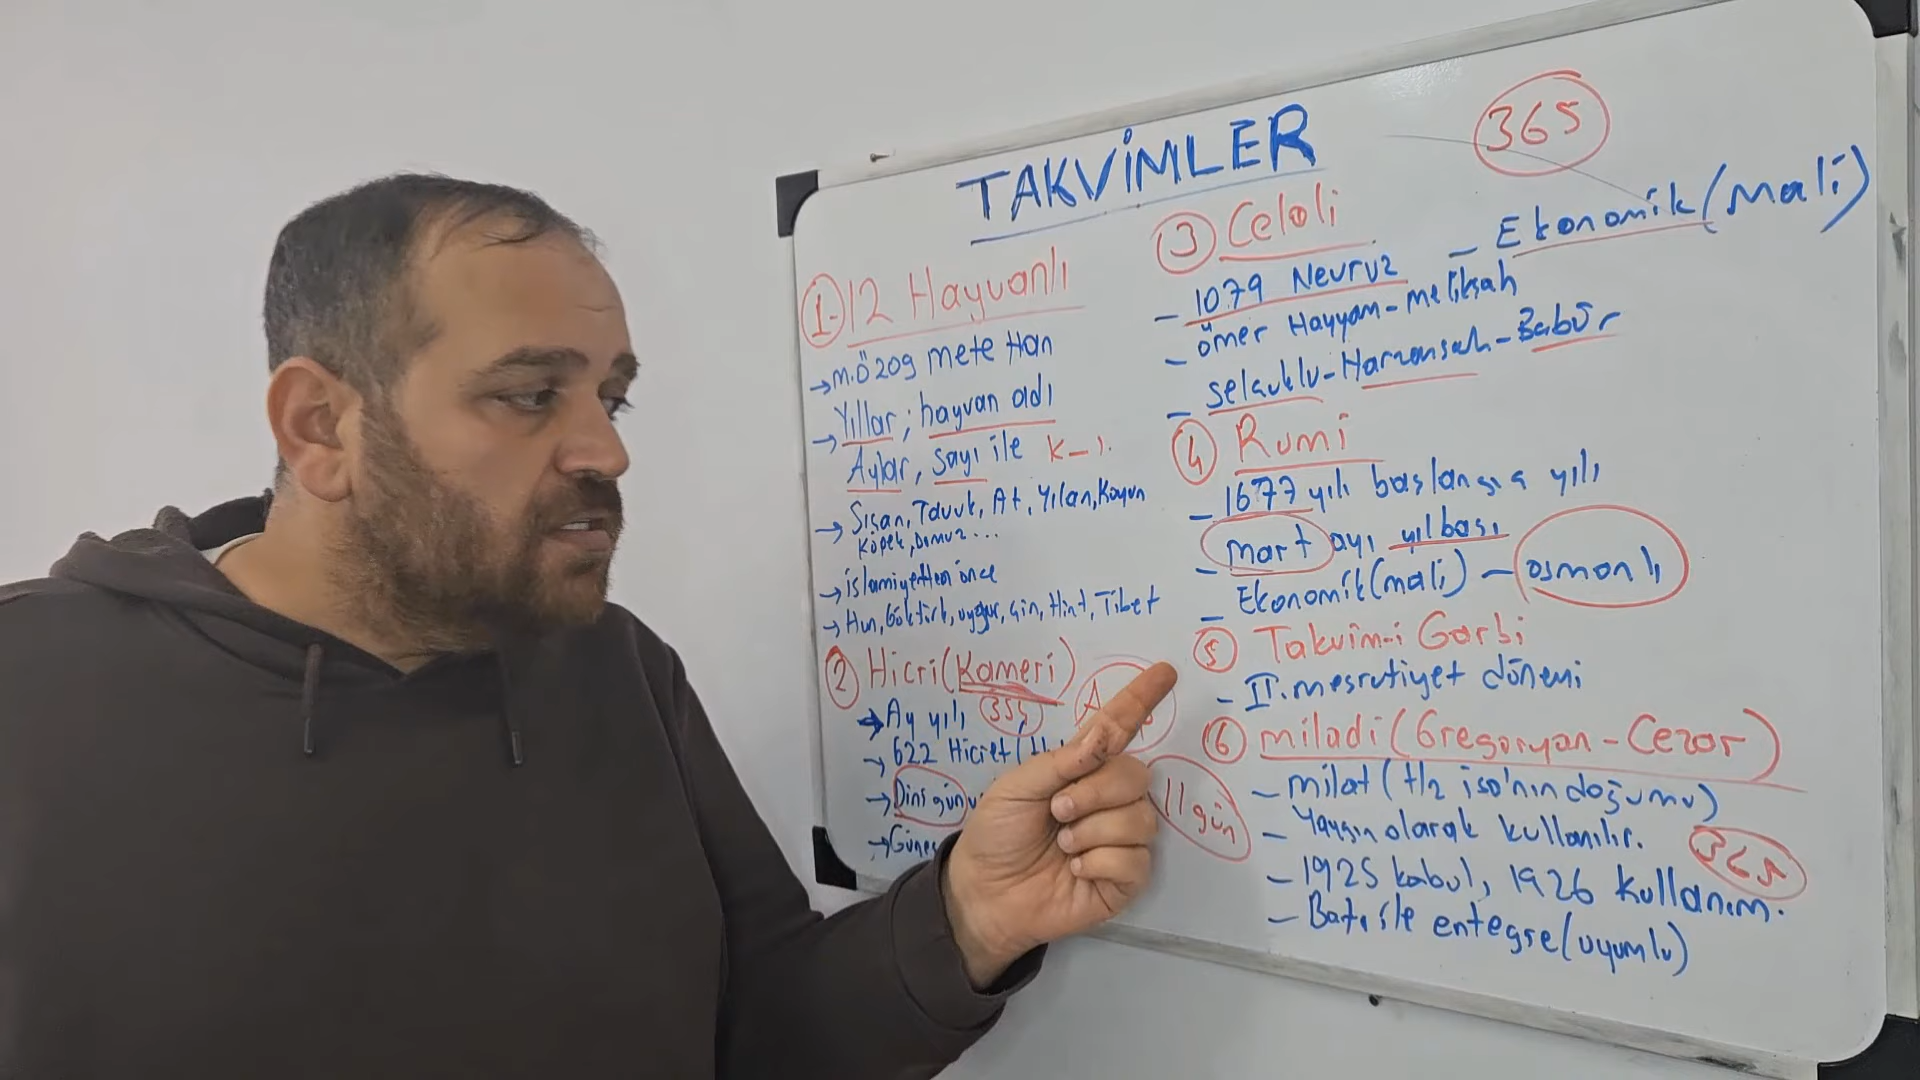 TAKVİMLER
365
1- 12 Hayvanlı
→ M.Ö 209 Mete Han
→ Yıllar; hayvan adı
Aylar, sayı ile K-1.
→ Sıçan, Tavuk, At, Yılan, Koyun
Köpek, Domuz...
→ islamiyetten önce
→ Hun, Göktürk, uygur, çin, Hint, Tibet
2 Hicri (Kameri)
→ Ay yılı 355
→ 622 Hicret
→ Dini gün
→ Güneş
11 gün
3 Celali
- 1079 Nevruz
- Ekonomik (Mali)
- ömer Hayyam - melikşah
- selçuklu - Harzemşah - Babür
4 Rumi
- 1677 yılı başlangıç yılı
- mart ayı yılbaşı
- Ekonomik (mali) - osmanlı
5 Takvim-i Garbi
- II. meşrutiyet dönemi
6 miladi (Gregoryan - Cezar)
- milat (Hz isa'nın doğumu)
- Yaygın olarak kullanılır.
365
- 1925 kabul, 1926 kullanım.
- Batı ile entegre (uyumlu)